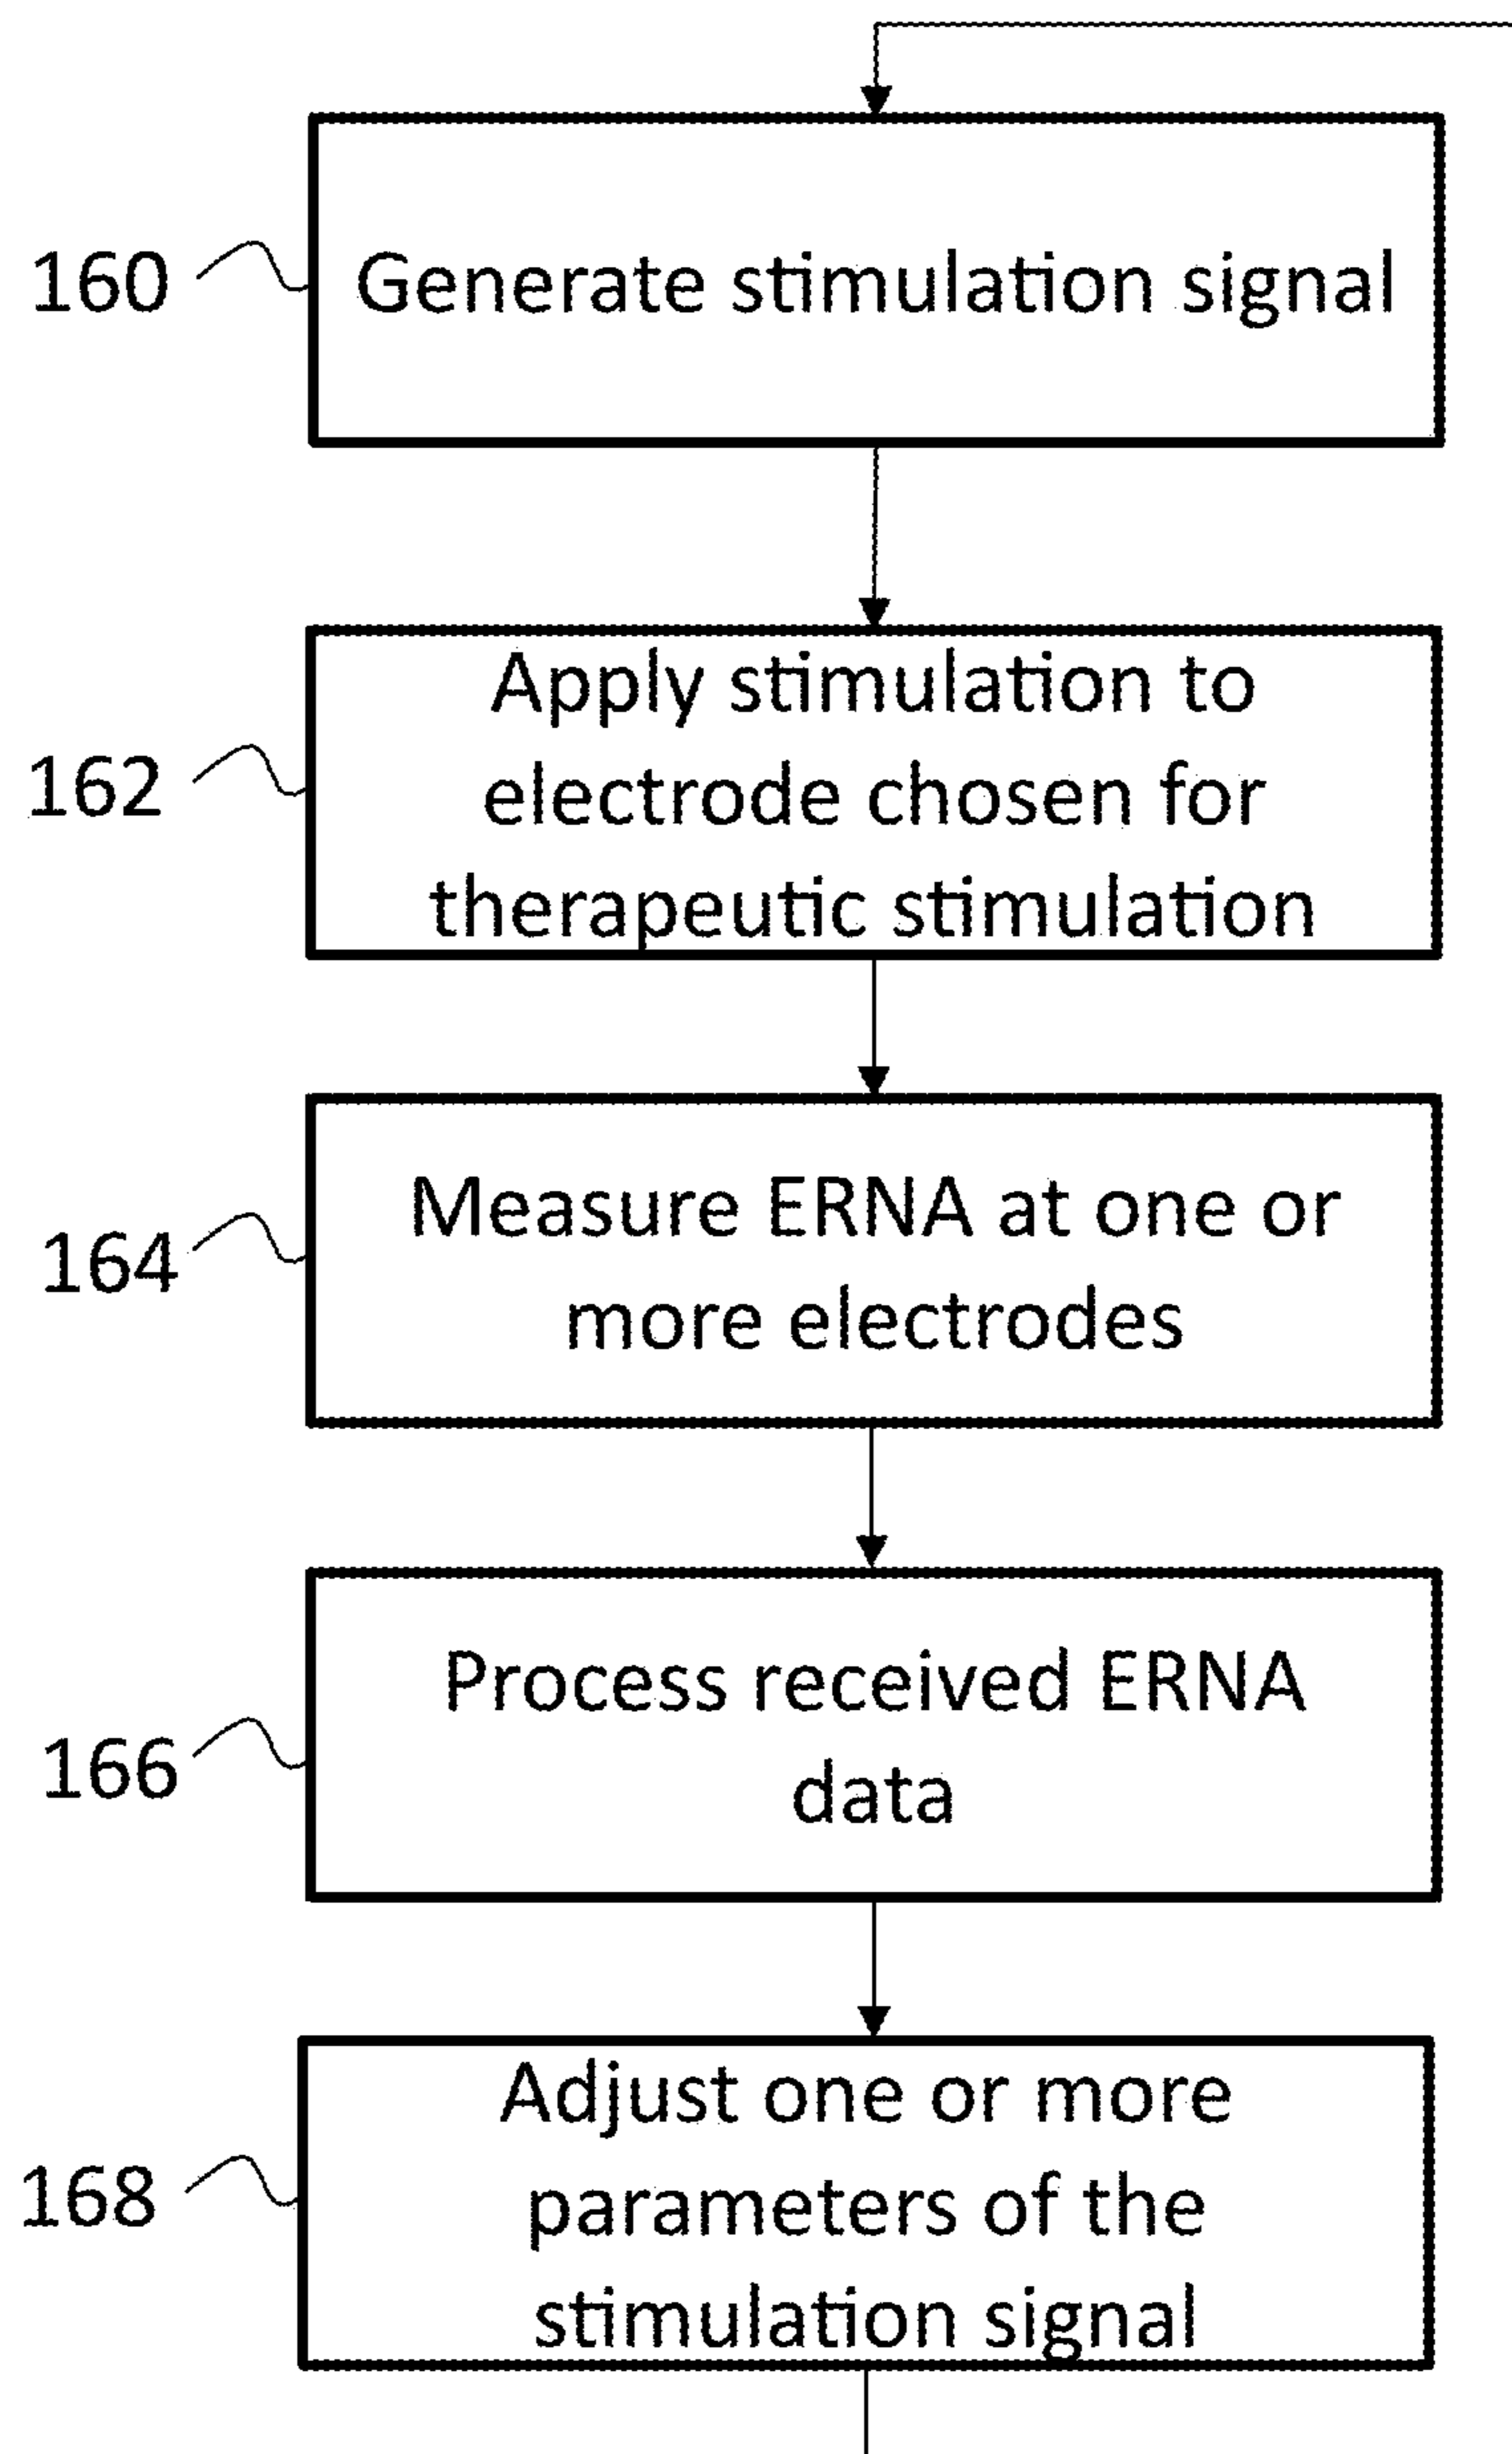 160
Generate stimulation signal
162
Apply stimulation to
electrode chosen for
therapeutic stimulation
164
Measure ERNA at one or
more electrodes
166
Process received ERNA
data
168
Adjust one or more
parameters of the
stimulation signal